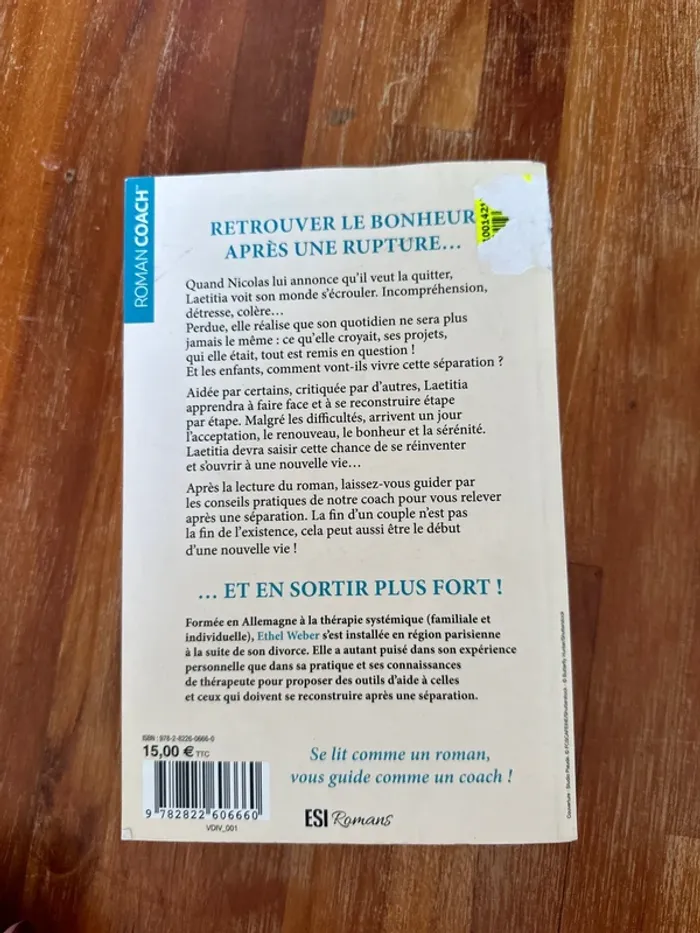 ROMAN COACH™
RETROUVER LE BONHEUR
APRÈS UNE RUPTURE…
Quand Nicolas lui annonce qu'il veut la quitter,
Laetitia voit son monde s'écrouler. Incompréhension,
détresse, colère…
Perdue, elle réalise que son quotidien ne sera plus
jamais le même : ce qu'elle croyait, ses projets,
qui elle était, tout est remis en question !
Et les enfants, comment vont-ils vivre cette séparation ?
Aidée par certains, critiquée par d'autres, Laetitia
apprendra à faire face et à se reconstruire étape
par étape. Malgré les difficultés, arrivent un jour
l'acceptation, le renouveau, le bonheur et la sérénité.
Laetitia devra saisir cette chance de se réinventer
et s'ouvrir à une nouvelle vie…
Après la lecture du roman, laissez-vous guider par
les conseils pratiques de notre coach pour vous relever
après une séparation. La fin d'un couple n'est pas
la fin de l'existence, cela peut aussi être le début
d'une nouvelle vie !
… ET EN SORTIR PLUS FORT !
Formée en Allemagne à la thérapie systémique (familiale et
individuelle), Ethel Weber s'est installée en région parisienne
à la suite de son divorce. Elle a autant puisé dans son expérience
personnelle que dans sa pratique et ses connaissances
de thérapeute pour proposer des outils d'aide à celles
et ceux qui doivent se reconstruire après une séparation.
ISBN : 978-2-8226-0666-0
15,00 € TTC
9 782822 606660
VDIV_001
Se lit comme un roman,
vous guide comme un coach !
ESI Romans